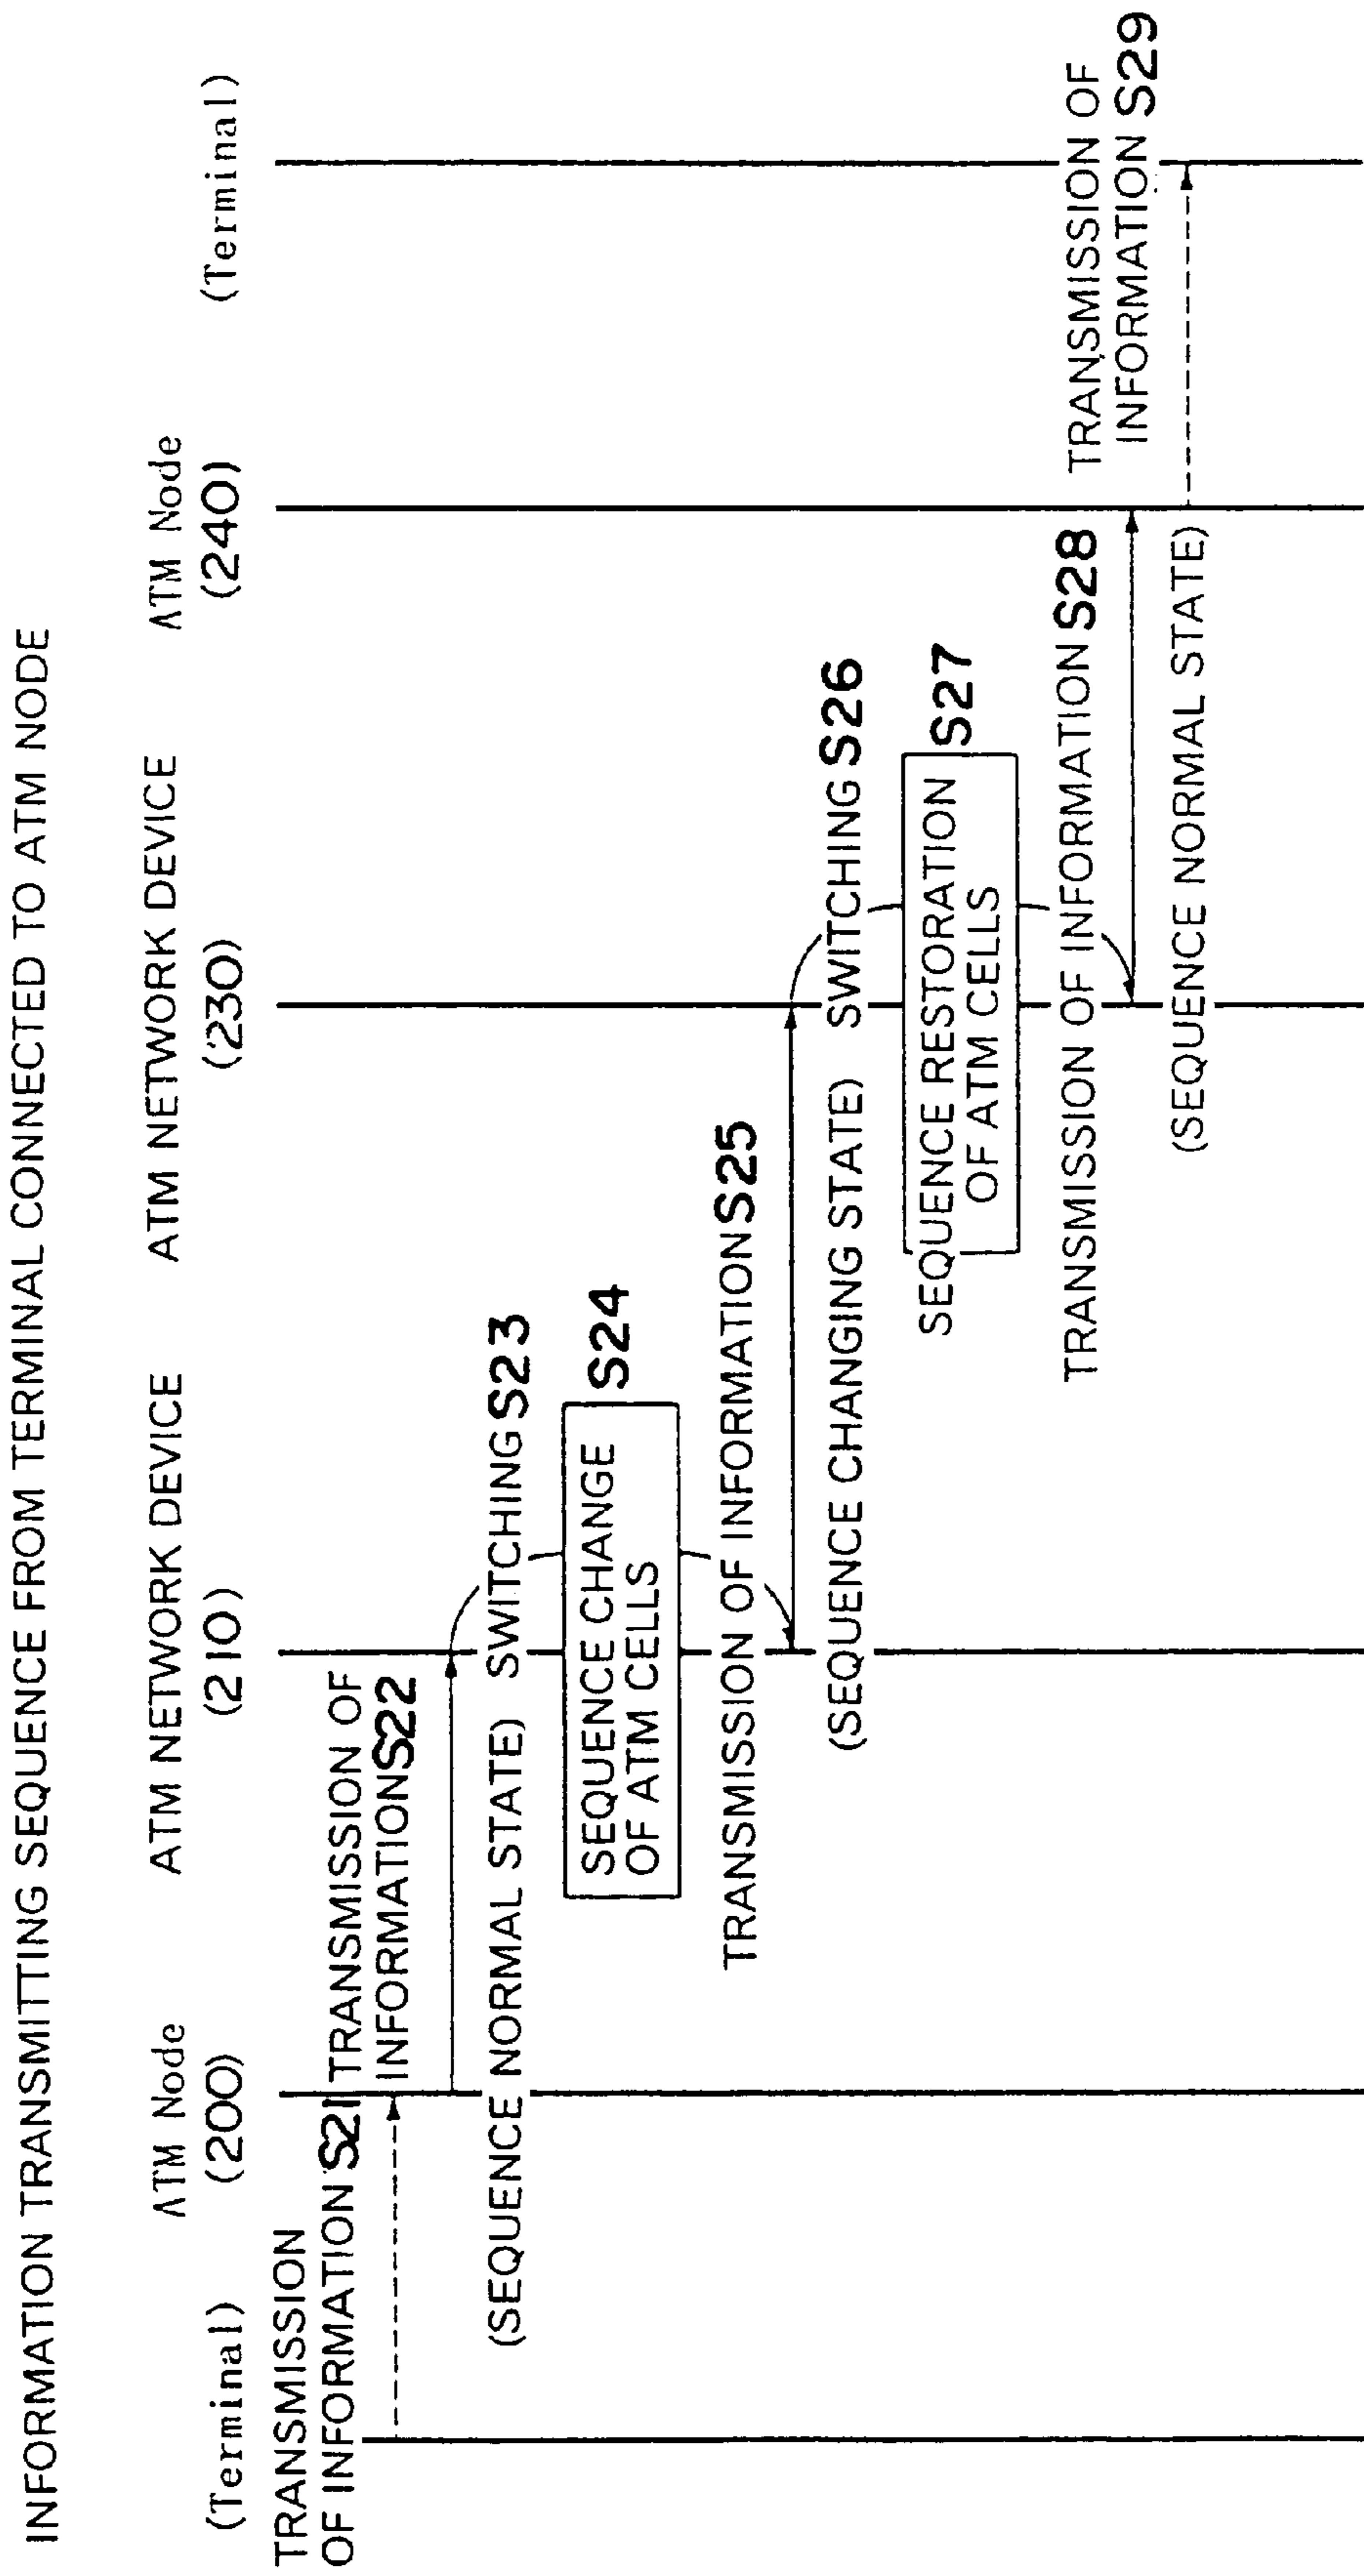 INFORMATION TRANSMITTING SEQUENCE FROM TERMINAL CONNECTED TO ATM NODE
(Terminal)
ATM Node
(200)
ATM NETWORK DEVICE
(210)
ATM NETWORK DEVICE
(230)
ATM Node
(240)
(Terminal)
TRANSMISSION
OF INFORMATION S21
TRANSMISSION OF
INFORMATION S22
(SEQUENCE NORMAL STATE)
SWITCHING S23
SEQUENCE CHANGE
OF ATM CELLS
S24
TRANSMISSION OF INFORMATION S25
(SEQUENCE CHANGING STATE)
SWITCHING S26
SEQUENCE RESTORATION
OF ATM CELLS
S27
TRANSMISSION OF INFORMATION S28
(SEQUENCE NORMAL STATE)
TRANSMISSION OF
INFORMATION S29